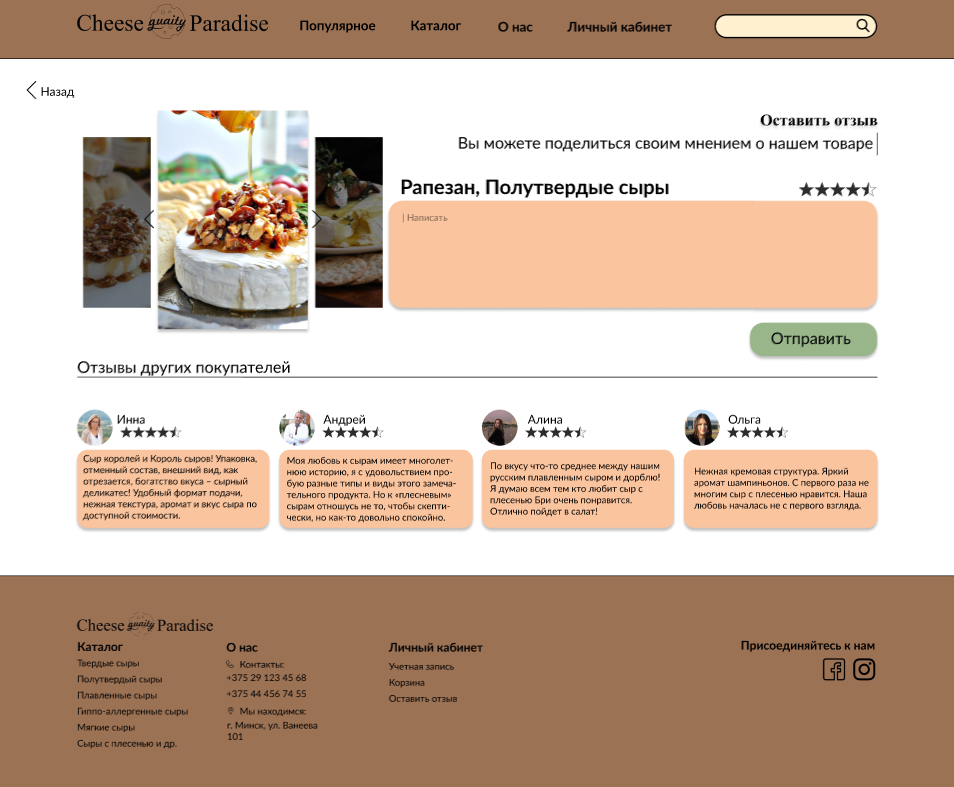 Cheese guaity Paradise
Популярное
Каталог
О нас
Личный кабинет
Назад
Оставить отзыв
Вы можете поделиться своим мнением о нашем товаре
Рапезан, Полутвердые сыры
| Написать
Отправить
Отзывы других покупателей
Инна
Сыр королей и Король сыров! Упаковка,
отменный состав, внешний вид, как
отрезается, богатство вкуса – сырный
деликатес! Удобный формат подачи,
нежная текстура, аромат и вкус сыра по
доступной стоимости.
Андрей
Моя любовь к сырам имеет многолет-
нюю историю, я с удовольствием про-
бую разные типы и виды этого замеча-
тельного продукта. Но к «плесневым»
сырам отношусь не то, чтобы скепти-
чески, но как-то довольно спокойно.
Алина
По вкусу что-то среднее между нашим
русским плавленным сыром и дорблю!
Я думаю всем тем кто любит сыр с
плесенью Бри очень понравится.
Отлично пойдет в салат!
Ольга
Нежная кремовая структура. Яркий
аромат шампиньонов. С первого раза не
многим сыр с плесенью нравится. Наша
любовь началась не с первого взгляда.
Cheese guaity Paradise
Каталог
Твердые сыры
Полутвердый сыры
Плавленные сыры
Гиппо-аллергенные сыры
Мягкие сыры
Сыры с плесенью и др.
О нас
Контакты:
+375 29 123 45 68
+375 44 456 74 55
Мы находимся:
г. Минск, ул. Ванеева
101
Личный кабинет
Учетная запись
Корзина
Оставить отзыв
Присоединяйтесь к нам